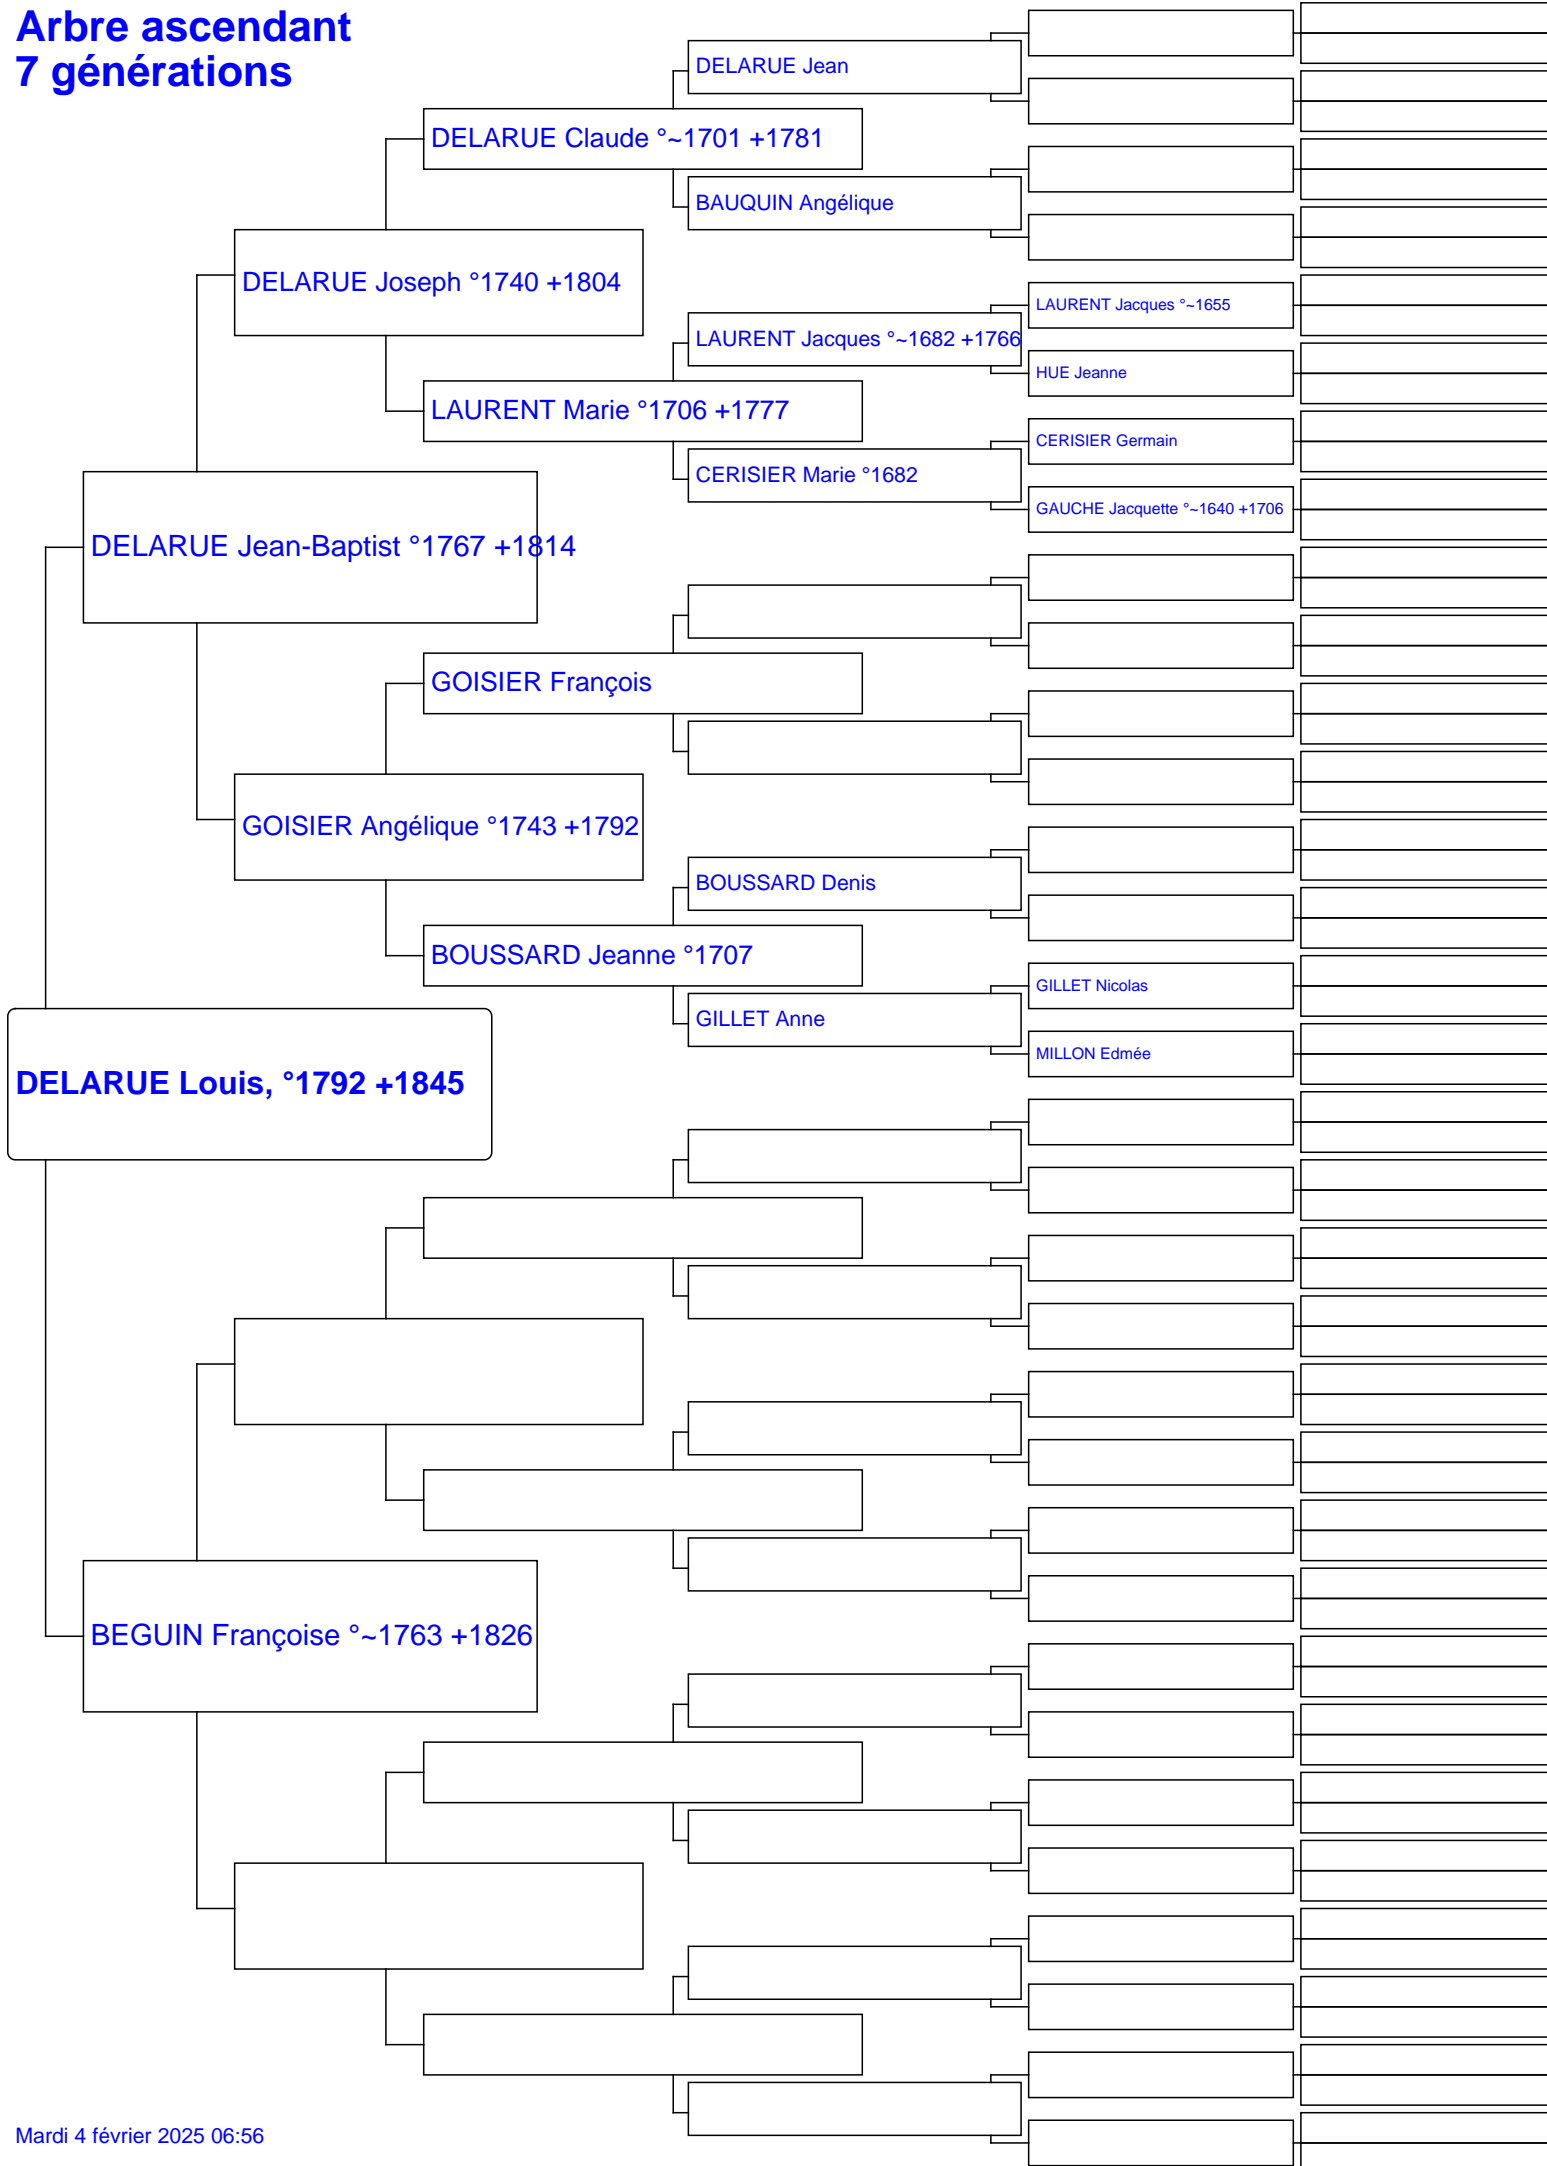 Arbre ascendant
7 générations
DELARUE Jean
DELARUE Claude °~1701 +1781
BAUQUIN Angélique
DELARUE Joseph °1740 +1804
LAURENT Jacques °~1655
LAURENT Jacques °~1682 +1766
HUE Jeanne
LAURENT Marie °1706 +1777
CERISIER Germain
CERISIER Marie °1682
GAUCHE Jacquette °~1640 +1706
DELARUE Jean-Baptist °1767 +1814
GOISIER François
GOISIER Angélique °1743 +1792
BOUSSARD Denis
BOUSSARD Jeanne °1707
GILLET Nicolas
GILLET Anne
MILLON Edmée
DELARUE Louis, °1792 +1845
BEGUIN Françoise °~1763 +1826
Mardi 4 février 2025 06:56